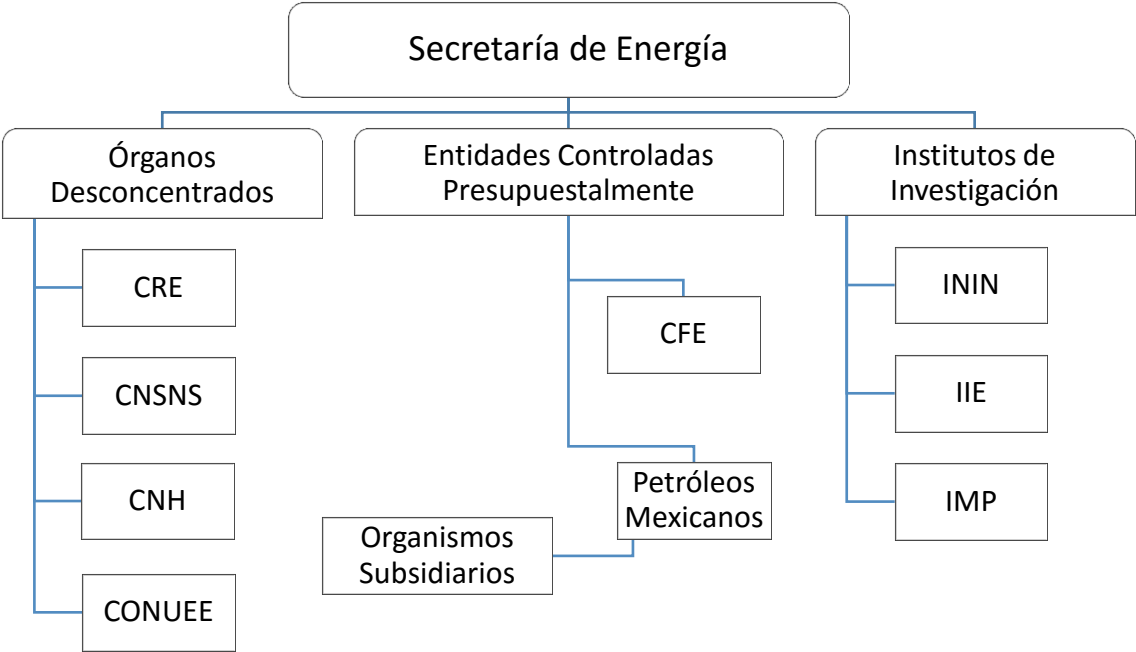 Secretaría de Energía
Órganos
Desconcentrados
CRE
CNSNS
CNH
CONUEE
Entidades Controladas
Presupuestalmente
CFE
Petróleos
Mexicanos
Organismos
Subsidiarios
Institutos de
Investigación
ININ
IIE
IMP